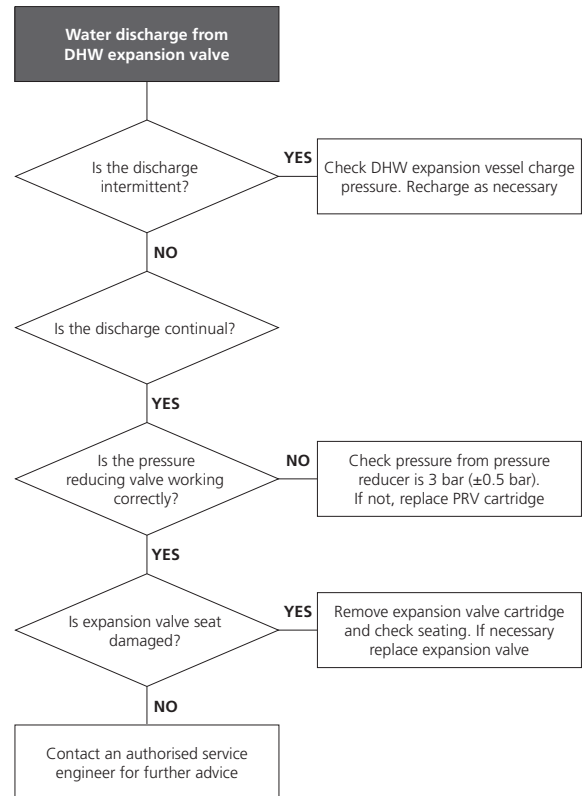 Water discharge from
DHW expansion valve
Is the discharge
intermittent?
YES
Check DHW expansion vessel charge
pressure. Recharge as necessary
NO
Is the discharge continual?
YES
Is the pressure
reducing valve working
correctly?
NO
Check pressure from pressure
reducer is 3 bar (±0.5 bar).
If not, replace PRV cartridge
YES
Is expansion valve seat
damaged?
YES
Remove expansion valve cartridge
and check seating. If necessary
replace expansion valve
NO
Contact an authorised service
engineer for further advice